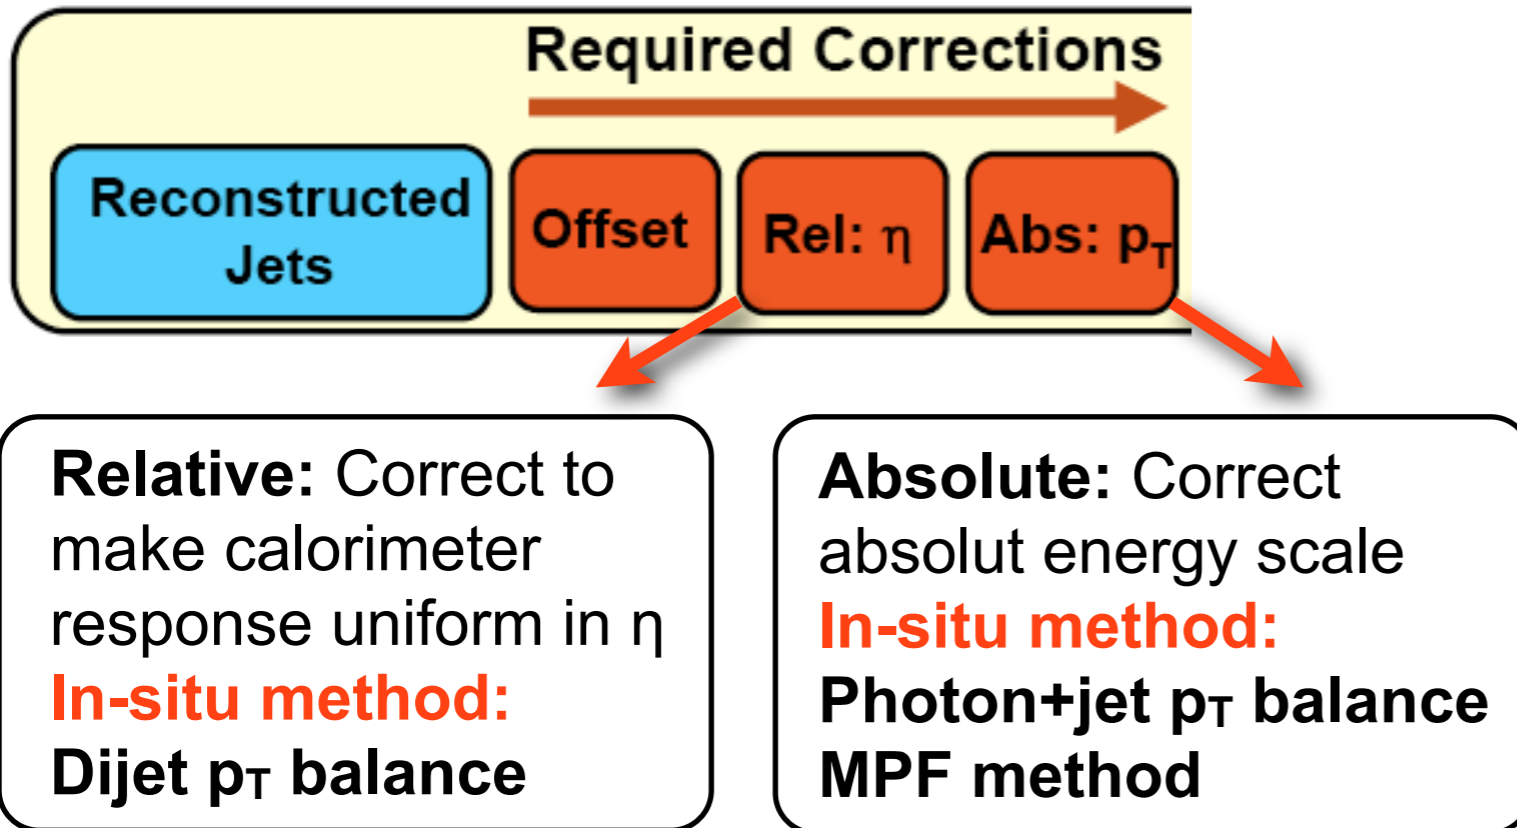 Required Corrections
Reconstructed
Jets
Offset
Rel: η
Abs: pT
Relative: Correct to
make calorimeter
response uniform in η
In-situ method:
Dijet pT balance
Absolute: Correct
absolut energy scale
In-situ method:
Photon+jet pT balance
MPF method